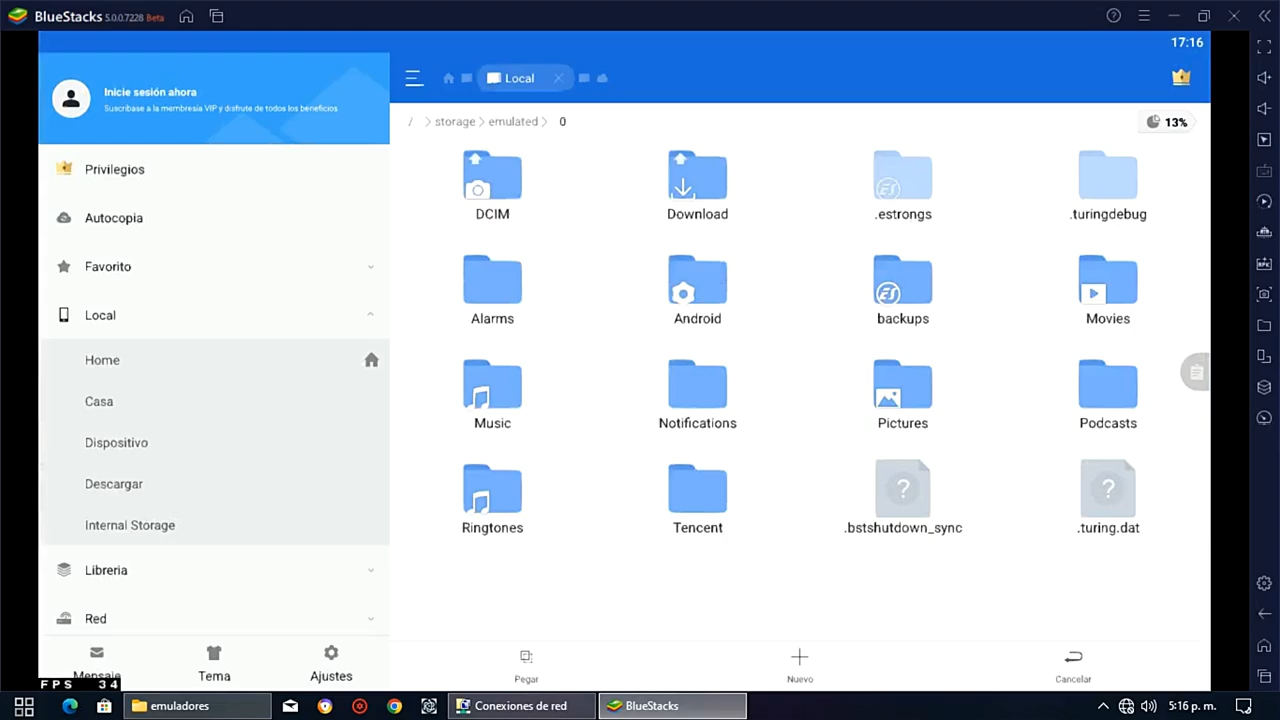 BlueStacks 5.0.0.7228 Beta
17:16
Inicie sesión ahora
Suscríbase a la membresía VIP y disfrute de todos los beneficios.
Local
/ storage emulated 0
13%
Privilegios
Autocopia
Favorito
Local
Home
Casa
Dispositivo
Descargar
Internal Storage
Libreria
Red
Mensaje
Tema
Ajustes
DCIM
Download
.estrongs
.turingdebug
Alarms
Android
backups
Movies
Music
Notifications
Pictures
Podcasts
Ringtones
Tencent
.bstshutdown_sync
.turing.dat
Pegar
Nuevo
Cancelar
FPS 34
emuladores
Conexiones de red
BlueStacks
5:16 p. m.